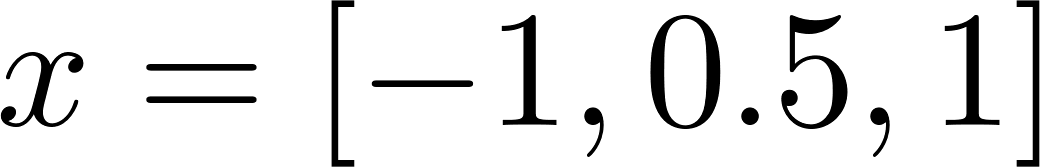 x = [−1, 0.5, 1]